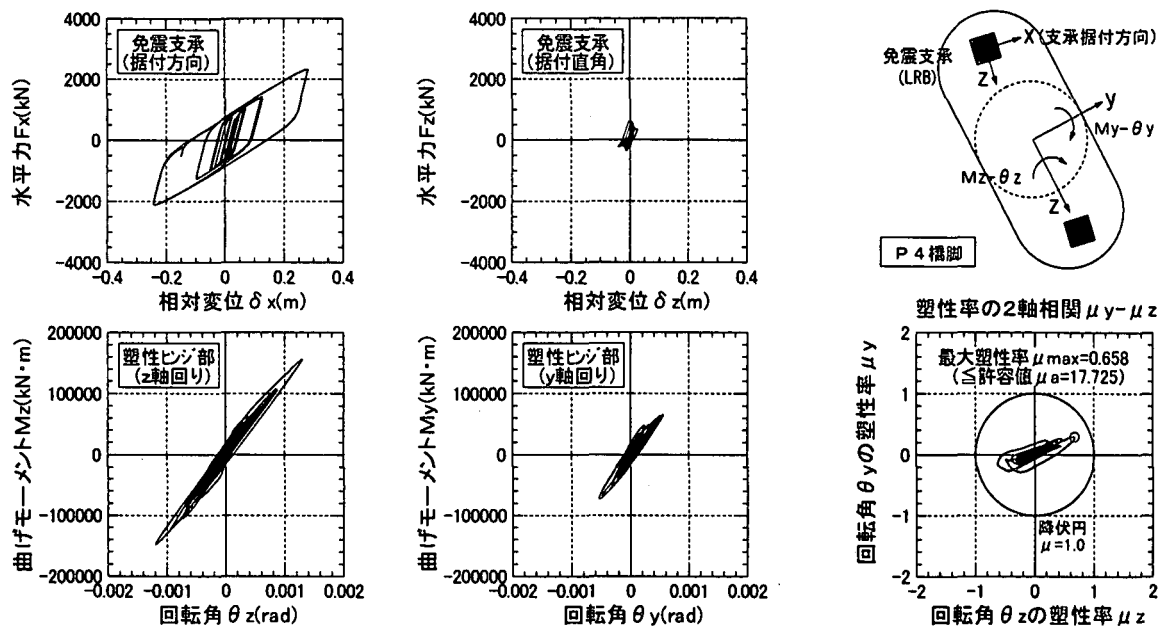 4000
2000
0
-2000
-4000
水平力Fx(kN)
免震支承
(据付方向)
-0.4
-0.2
0
0.2
0.4
相対変位δx(m)
4000
2000
0
-2000
-4000
水平力Fz(kN)
免震支承
(据付直角)
-0.4
-0.2
0
0.2
0.4
相対変位δz(m)
免震支承
(LRB)
X(支承据付方向)
Z
y
My-θy
Mz-θz
Z
P4橋脚
200000
100000
0
-100000
-200000
曲げモーメントMz(kN·m)
塑性ヒンジ部
(z軸回り)
-0.002
-0.001
0
0.001
0.002
回転角θz(rad)
200000
100000
0
-100000
-200000
曲げモーメントMy(kN·m)
塑性ヒンジ部
(y軸回り)
-0.002
-0.001
0
0.001
0.002
回転角θy(rad)
塑性率の2軸相関μy-μz
2
1
0
-1
-2
回転角θyの塑性率μy
最大塑性率μmax=0.658
(≦許容値μa=17.725)
降伏円
μ=1.0
-2
-1
0
1
2
回転角θzの塑性率μz